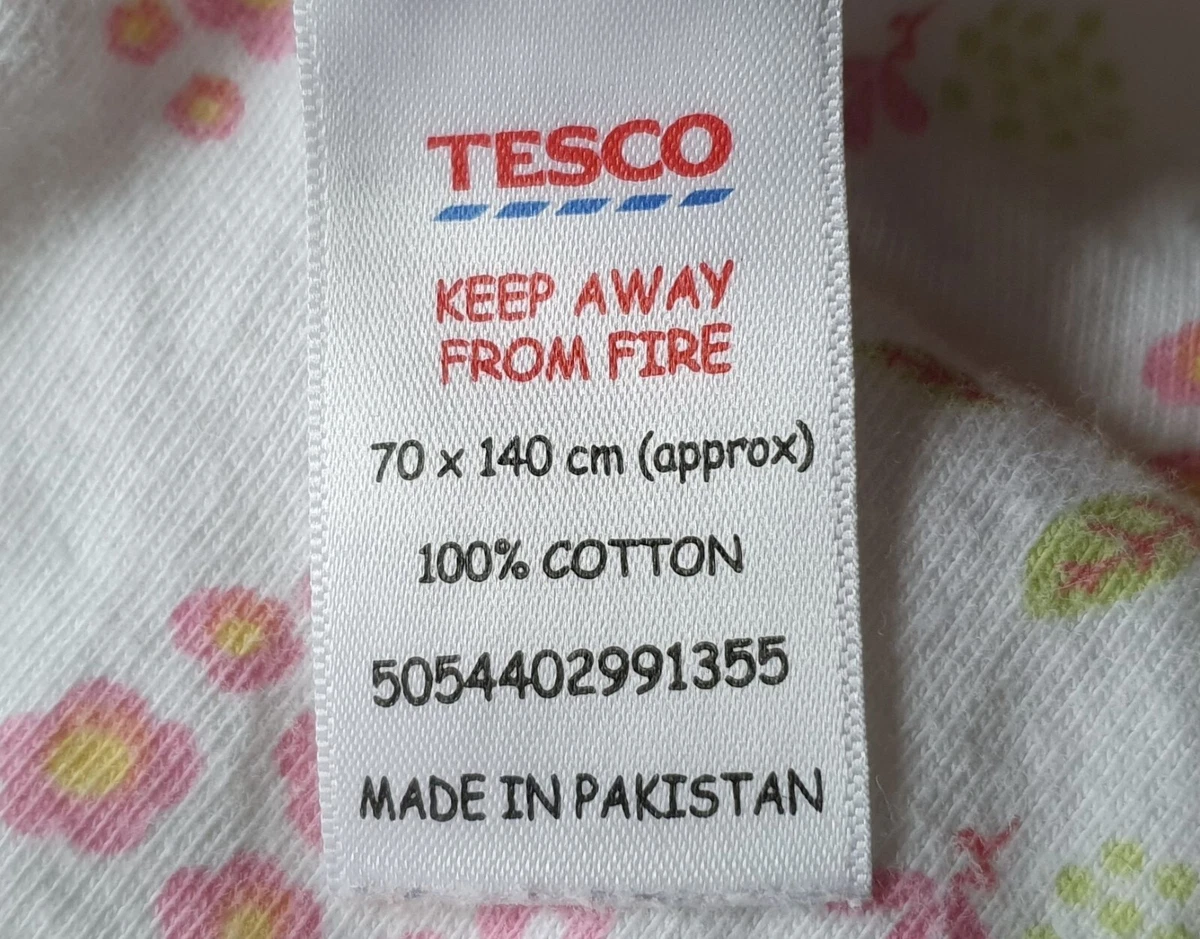 TESCO
KEEP AWAY
FROM FIRE
70 x 140 cm (approx)
100% COTTON
5054402991355
MADE IN PAKISTAN